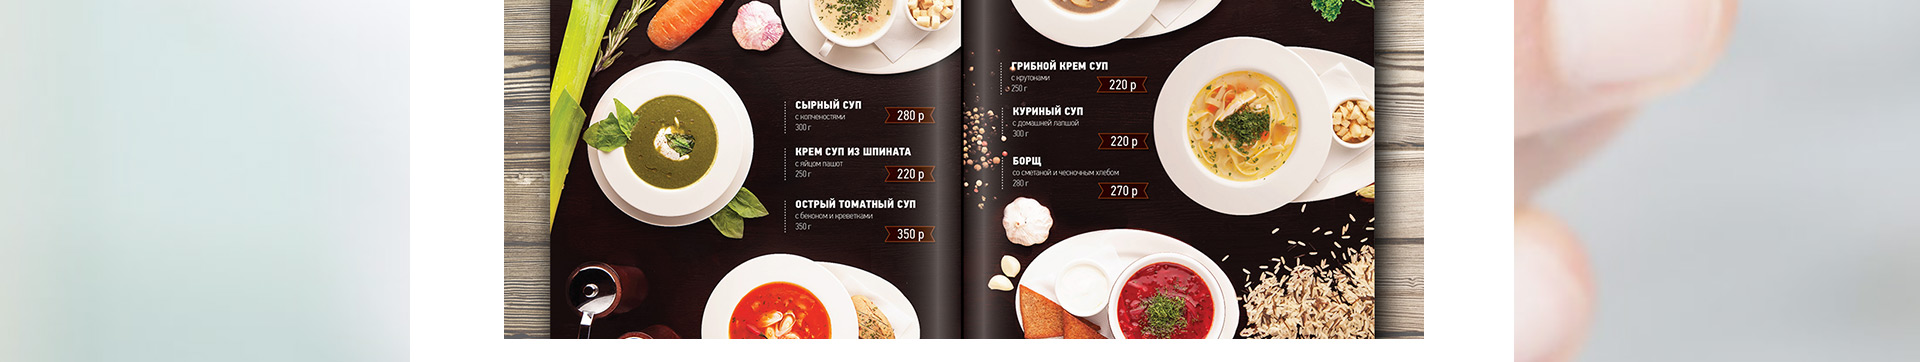 СЫРНЫЙ СУП
с копченостями
300 г
280 р
КРЕМ СУП ИЗ ШПИНАТА
с яйцом пашот
250 г
220 р
ОСТРЫЙ ТОМАТНЫЙ СУП
с беконом и креветками
350 г
350 р
ГРИБНОЙ КРЕМ СУП
с крутонами
250 г
220 р
КУРИНЫЙ СУП
с домашней лапшой
300 г
220 р
БОРЩ
со сметаной и чесночным хлебом
280 г
270 р